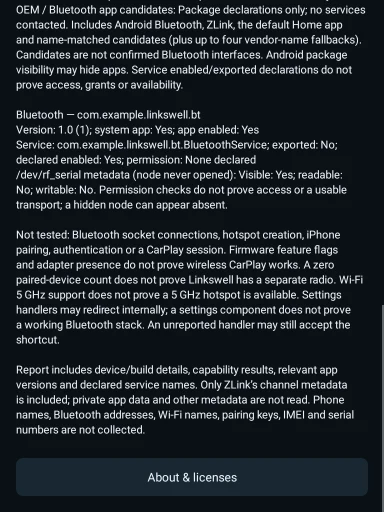 OEM / Bluetooth app candidates: Package declarations only; no services
contacted. Includes Android Bluetooth, ZLink, the default Home app
and name-matched candidates (plus up to four vendor-name fallbacks).
Candidates are not confirmed Bluetooth interfaces. Android package
visibility may hide apps. Service enabled/exported declarations do not
prove access, grants or availability.
Bluetooth — com.example.linkswell.bt
Version: 1.0 (1); system app: Yes; app enabled: Yes
Service: com.example.linkswell.bt.BluetoothService; exported: No;
declared enabled: Yes; permission: None declared
/dev/rf_serial metadata (node never opened): Visible: Yes; readable:
No; writable: No. Permission checks do not prove access or a usable
transport; a hidden node can appear absent.
Not tested: Bluetooth socket connections, hotspot creation, iPhone
pairing, authentication or a CarPlay session. Firmware feature flags
and adapter presence do not prove wireless CarPlay works. A zero
paired-device count does not prove Linkswell has a separate radio. Wi-Fi
5 GHz support does not prove a 5 GHz hotspot is available. Settings
handlers may redirect internally; a settings component does not prove
a working Bluetooth stack. An unreported handler may still accept the
shortcut.
Report includes device/build details, capability results, relevant app
versions and declared service names. Only ZLink's channel metadata
is included; private app data and other metadata are not read. Phone
names, Bluetooth addresses, Wi-Fi names, pairing keys, IMEI and serial
numbers are not collected.
About & licenses